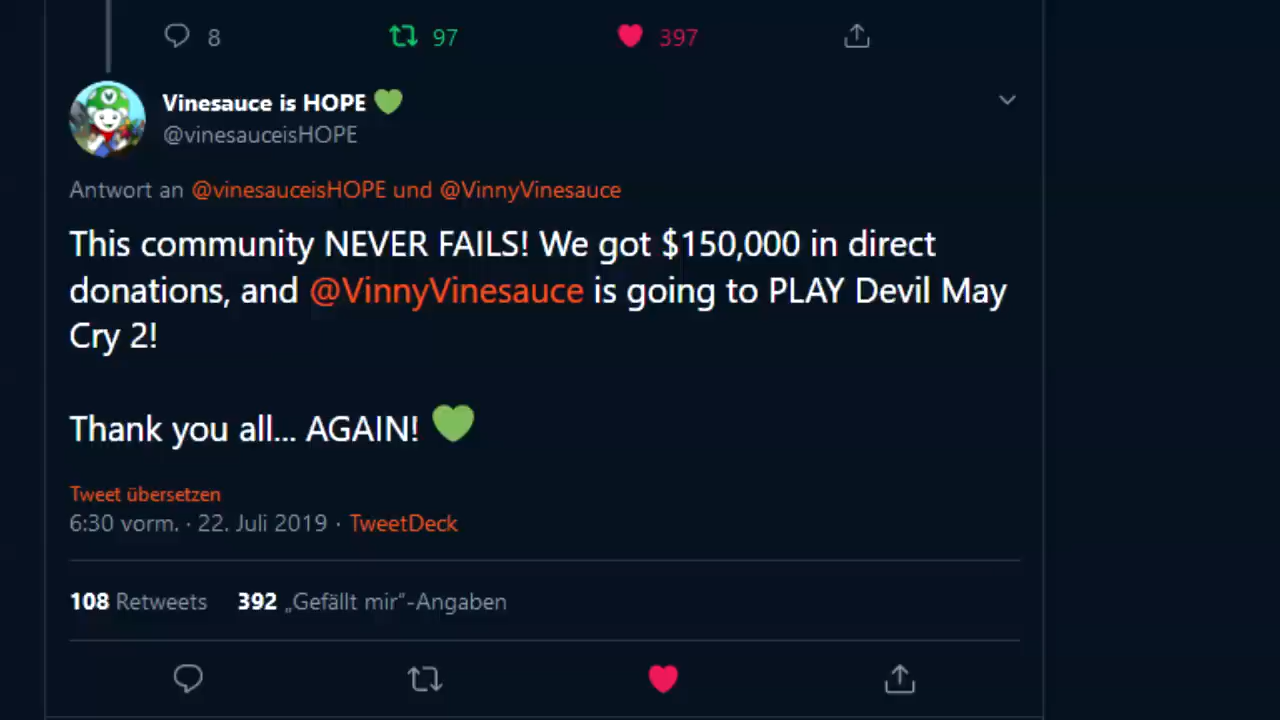 8 97 397
Vinesauce is HOPE 💚
@vinesauceisHOPE
Antwort an @vinesauceisHOPE und @VinnyVinesauce
This community NEVER FAILS! We got $150,000 in direct
donations, and @VinnyVinesauce is going to PLAY Devil May
Cry 2!
Thank you all... AGAIN! 💚
Tweet übersetzen
6:30 vorm. · 22. Juli 2019 · TweetDeck
108 Retweets 392 „Gefällt mir“-Angaben